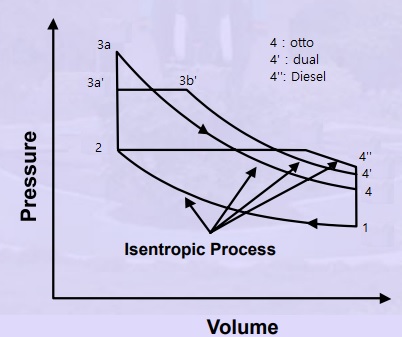 3a
4 : otto
4' : dual
4": Diesel
3a'
3b'
2
4"
4'
4
1
Isentropic Process
Pressure
Volume